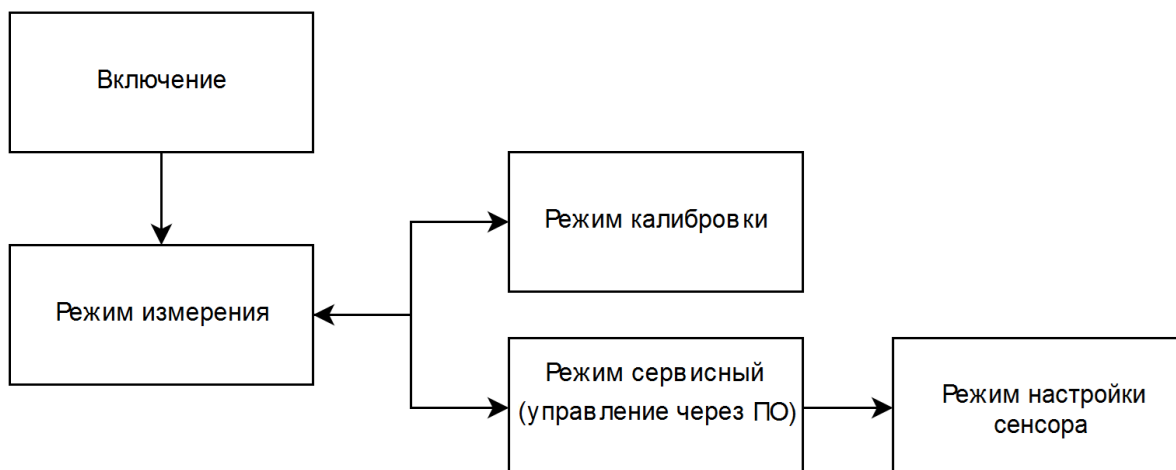 Включение
Режим калибровки
Режим измерения
Режим сервисный
(управление через ПО)
Режим настройки
сенсора